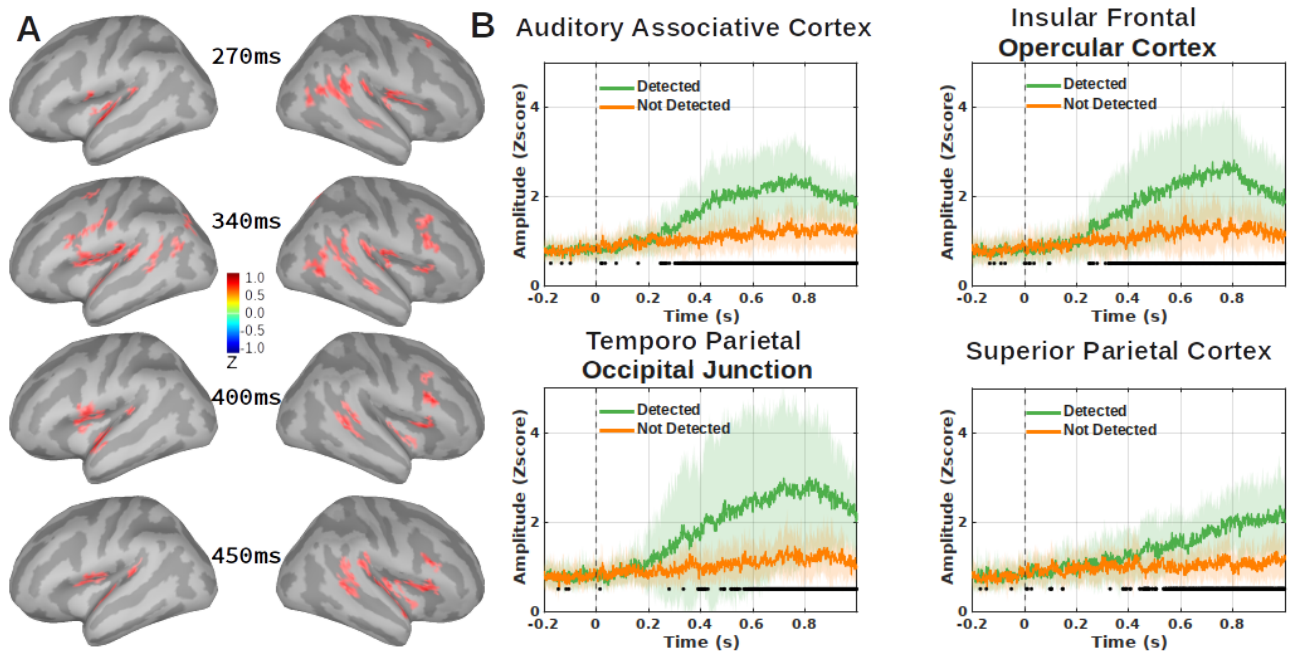 A
270ms
340ms
1.0
0.5
0.0
-0.5
-1.0
Z
400ms
450ms
B
Auditory Associative Cortex
Detected
Not Detected
4
2
0
Amplitude (Zscore)
-0.2 0 0.2 0.4 0.6 0.8
Time (s)
Insular Frontal
Opercular Cortex
Detected
Not Detected
4
2
0
Amplitude (Zscore)
-0.2 0 0.2 0.4 0.6 0.8
Time (s)
Temporo Parietal
Occipital Junction
Detected
Not Detected
4
2
0
Amplitude (Zscore)
-0.2 0 0.2 0.4 0.6 0.8
Time (s)
Superior Parietal Cortex
Detected
Not Detected
4
2
0
Amplitude (Zscore)
-0.2 0 0.2 0.4 0.6 0.8
Time (s)